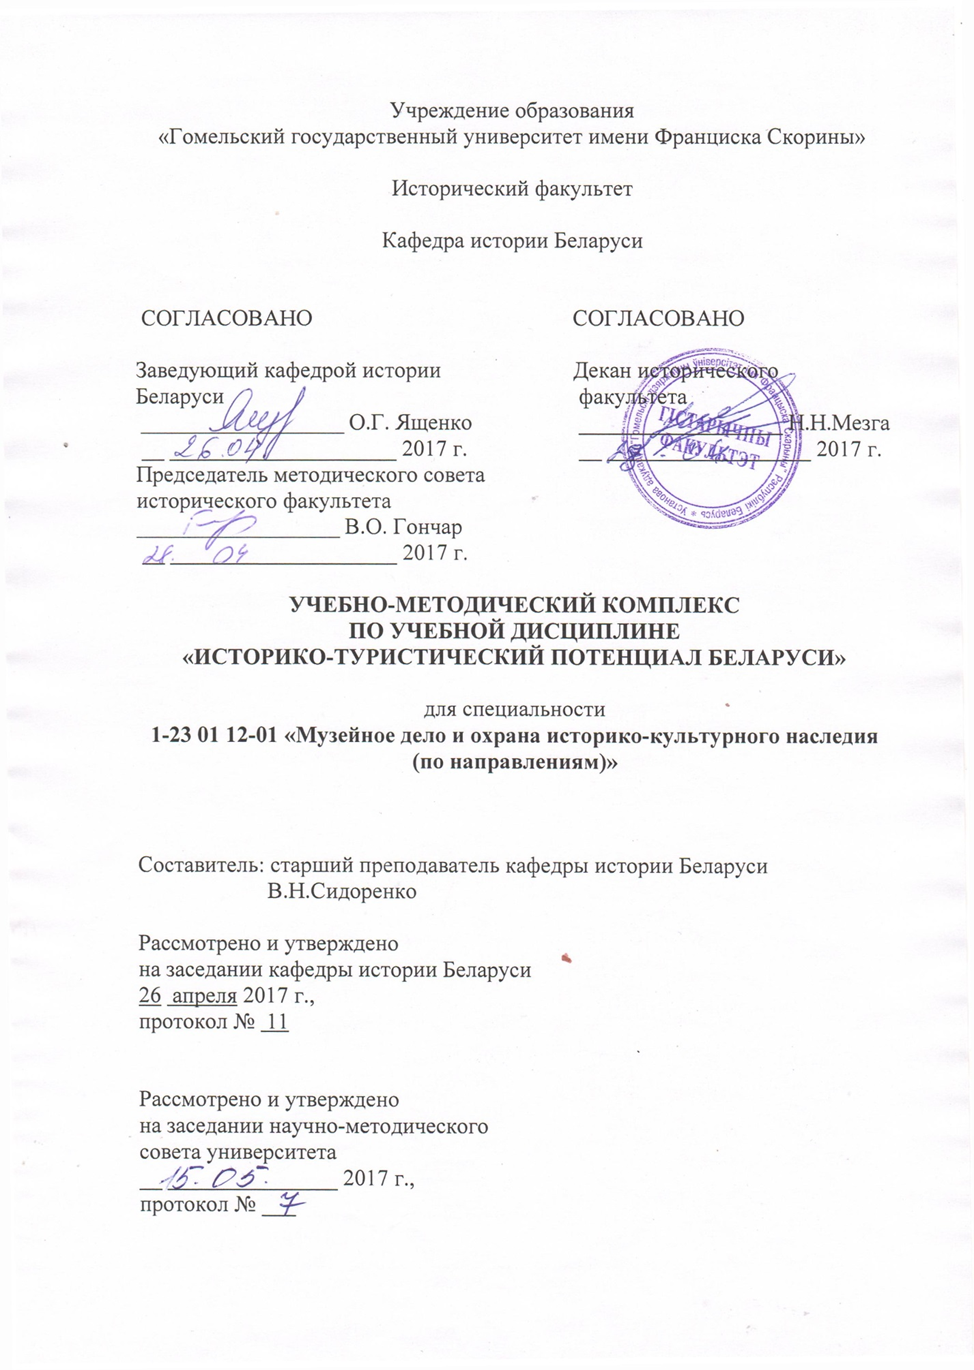 Учреждение образования
«Гомельский государственный университет имени Франциска Скорины»
Исторический факультет
Кафедра истории Беларуси
СОГЛАСОВАНО
Заведующий кафедрой истории
Беларуси
О.Г. Ященко
26.04 2017 г.
Председатель методического совета
исторического факультета
В.О. Гончар
28. 04 2017 г.
СОГЛАСОВАНО
Декан исторического
факультета
Н.Н.Мезга
2017 г.
ГІСТАРЫЧНЫ
ФАКУЛЬТЭТ
УЧЕБНО-МЕТОДИЧЕСКИЙ КОМПЛЕКС
ПО УЧЕБНОЙ ДИСЦИПЛИНЕ
«ИСТОРИКО-ТУРИСТИЧЕСКИЙ ПОТЕНЦИАЛ БЕЛАРУСИ»
для специальности
1-23 01 12-01 «Музейное дело и охрана историко-культурного наследия
(по направлениям)»
Составитель: старший преподаватель кафедры истории Беларуси
В.Н.Сидоренко
Рассмотрено и утверждено
на заседании кафедры истории Беларуси
26 апреля 2017 г.,
протокол № 11
Рассмотрено и утверждено
на заседании научно-методического
совета университета
15. 05. 2017 г.,
протокол № 7